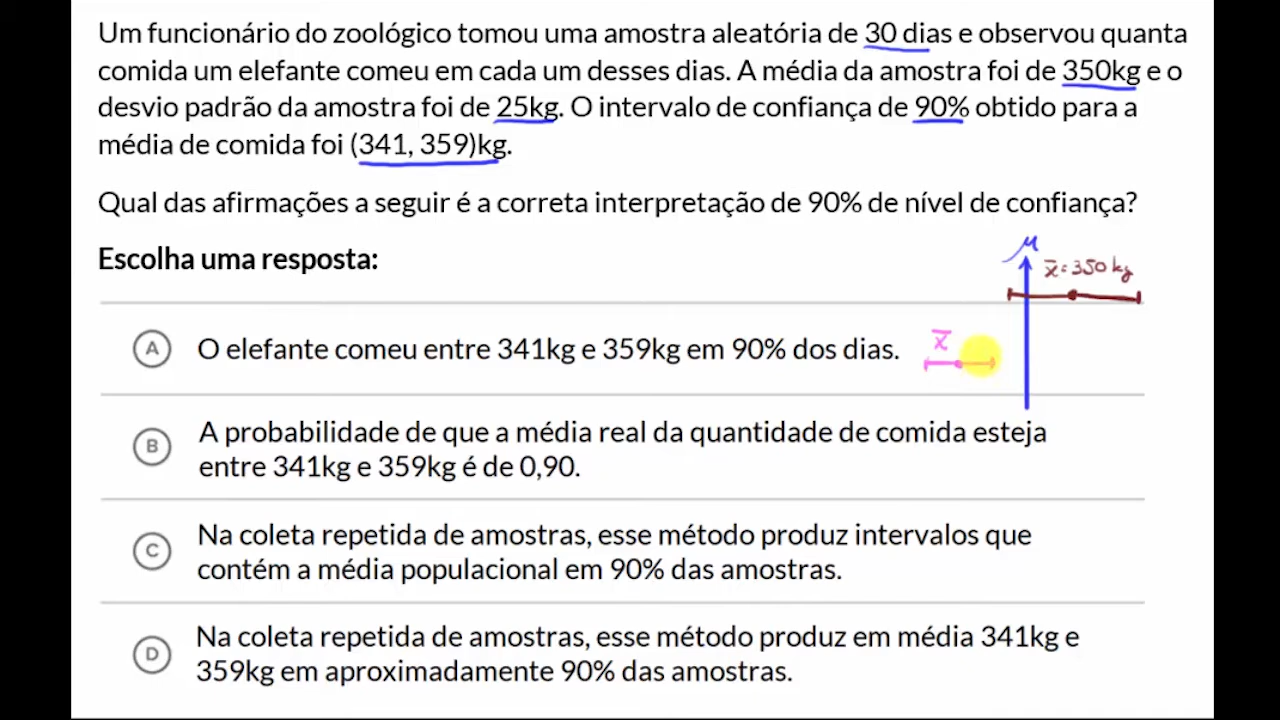 Um funcionário do zoológico tomou uma amostra aleatória de 30 dias e observou quanta
comida um elefante comeu em cada um desses dias. A média da amostra foi de 350kg e o
desvio padrão da amostra foi de 25kg. O intervalo de confiança de 90% obtido para a
média de comida foi (341, 359)kg.
Qual das afirmações a seguir é a correta interpretação de 90% de nível de confiança?
Escolha uma resposta:
μ
x̄=350kg
A O elefante comeu entre 341kg e 359kg em 90% dos dias.
x̄
B A probabilidade de que a média real da quantidade de comida esteja
entre 341kg e 359kg é de 0,90.
C Na coleta repetida de amostras, esse método produz intervalos que
contém a média populacional em 90% das amostras.
D Na coleta repetida de amostras, esse método produz em média 341kg e
359kg em aproximadamente 90% das amostras.